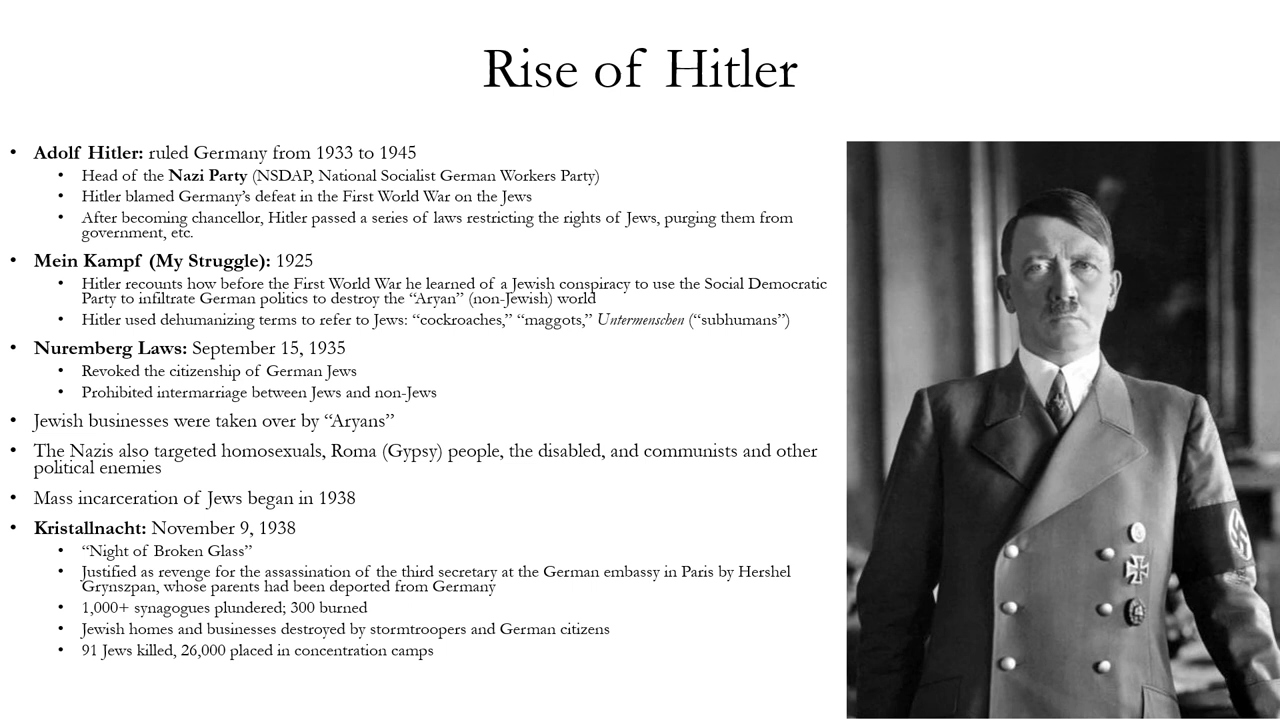 Rise of Hitler
• Adolf Hitler: ruled Germany from 1933 to 1945
• Head of the Nazi Party (NSDAP, National Socialist German Workers Party)
• Hitler blamed Germany’s defeat in the First World War on the Jews
• After becoming chancellor, Hitler passed a series of laws restricting the rights of Jews, purging them from
government, etc.
• Mein Kampf (My Struggle): 1925
• Hitler recounts how before the First World War he learned of a Jewish conspiracy to use the Social Democratic
Party to infiltrate German politics to destroy the “Aryan” (non-Jewish) world
• Hitler used dehumanizing terms to refer to Jews: “cockroaches,” “maggots,” Untermenschen (“subhumans”)
• Nuremberg Laws: September 15, 1935
• Revoked the citizenship of German Jews
• Prohibited intermarriage between Jews and non-Jews
• Jewish businesses were taken over by “Aryans”
• The Nazis also targeted homosexuals, Roma (Gypsy) people, the disabled, and communists and other
political enemies
• Mass incarceration of Jews began in 1938
• Kristallnacht: November 9, 1938
• “Night of Broken Glass”
• Justified as revenge for the assassination of the third secretary at the German embassy in Paris by Hershel
Grynszpan, whose parents had been deported from Germany
• 1,000+ synagogues plundered; 300 burned
• Jewish homes and businesses destroyed by stormtroopers and German citizens
• 91 Jews killed, 26,000 placed in concentration camps